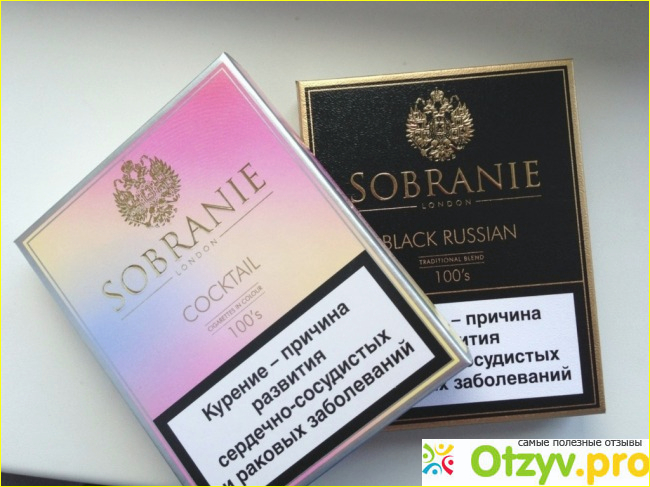 SOBRANIE
LONDON
COCKTAIL
CIGARETTES IN COLOUR
100's
Курение – причина
развития
сердечно-сосудистых
и раковых заболеваний
SOBRANIE
LONDON
BLACK RUSSIAN
TRADITIONAL BLEND
100's
– причина
ития
сосудистых
х заболеваний
самые полезные отзывы
Otzyv.pro